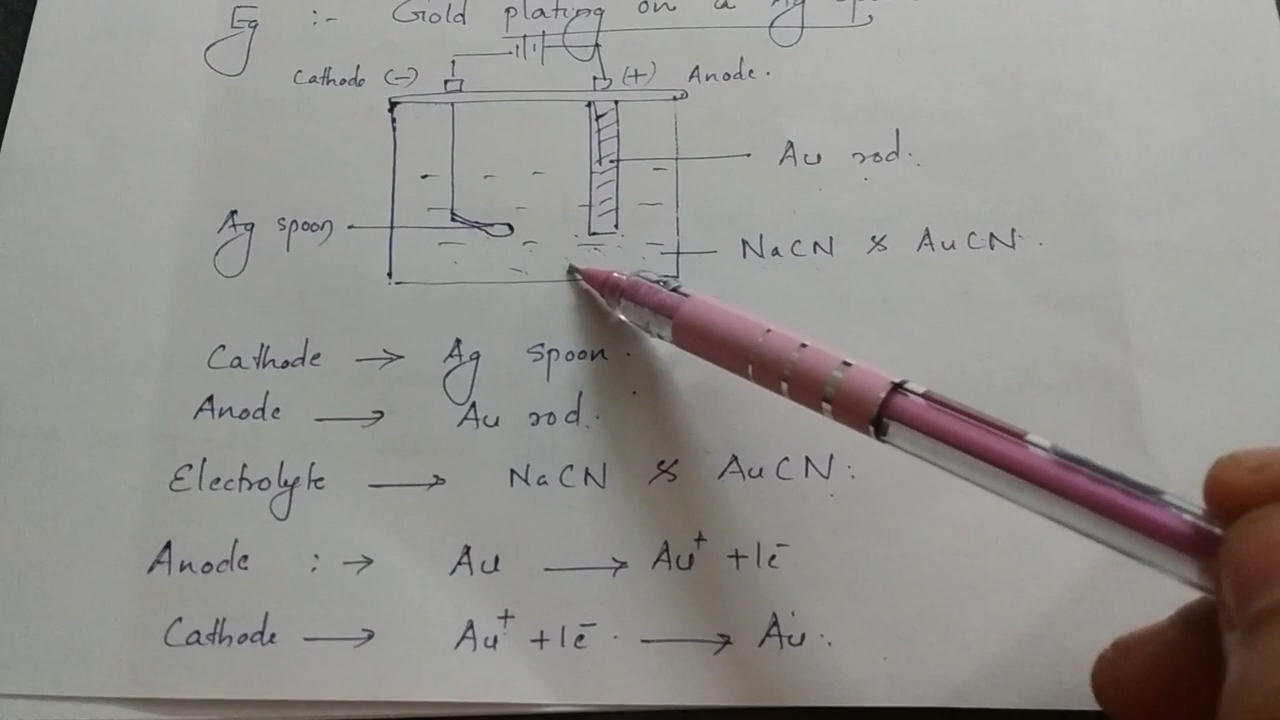 Eg :- Gold plating on a Ag
Cathode (-) (+) Anode.
Au rod.
Ag spoon
NaCN & AuCN.
Cathode → Ag spoon.
Anode → Au rod.
Electrolyte → NaCN & AuCN.
Anode :→ Au → Au⁺ + 1e⁻
Cathode → Au⁺ + 1e⁻ → Au.